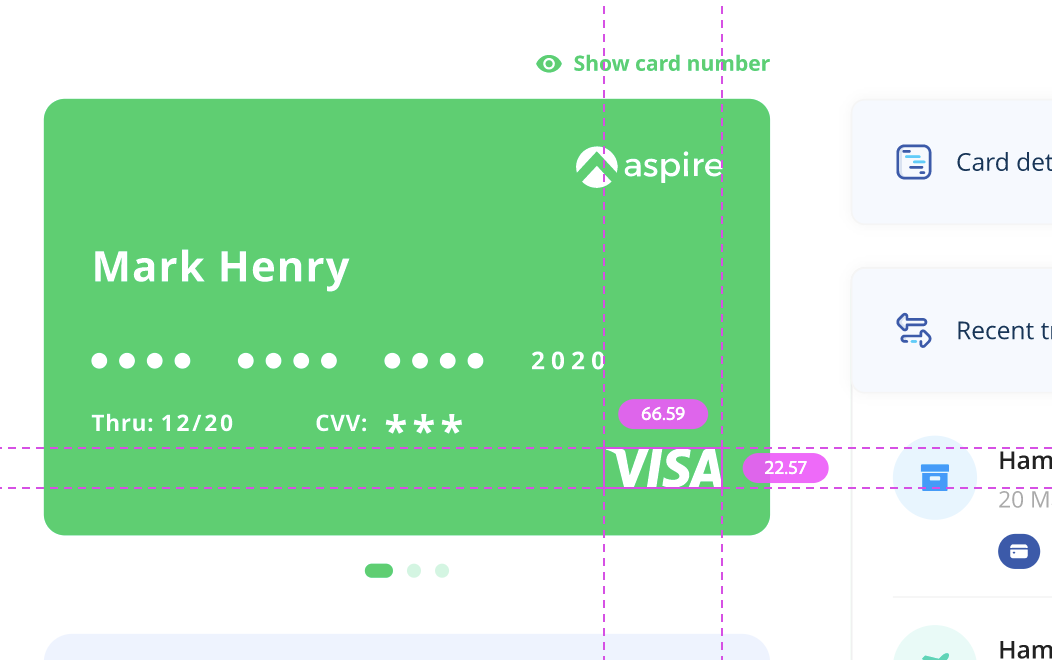 Show card number
aspire
Card det
Mark Henry
Recent t
2020
66.59
Thru: 12/20 CVV: ***
VISA
22.57
Ham
20 M
Ham